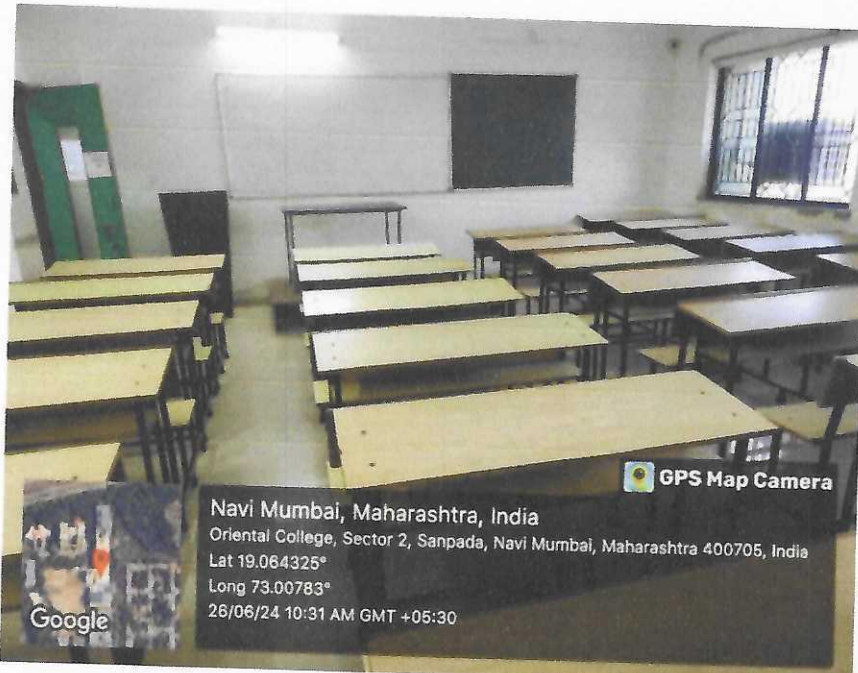 GPS Map Camera
Navi Mumbai, Maharashtra, India
Oriental College, Sector 2, Sanpada, Navi Mumbai, Maharashtra 400705, India
Lat 19.064325°
Long 73.00783°
26/06/24 10:31 AM GMT +05:30
Google